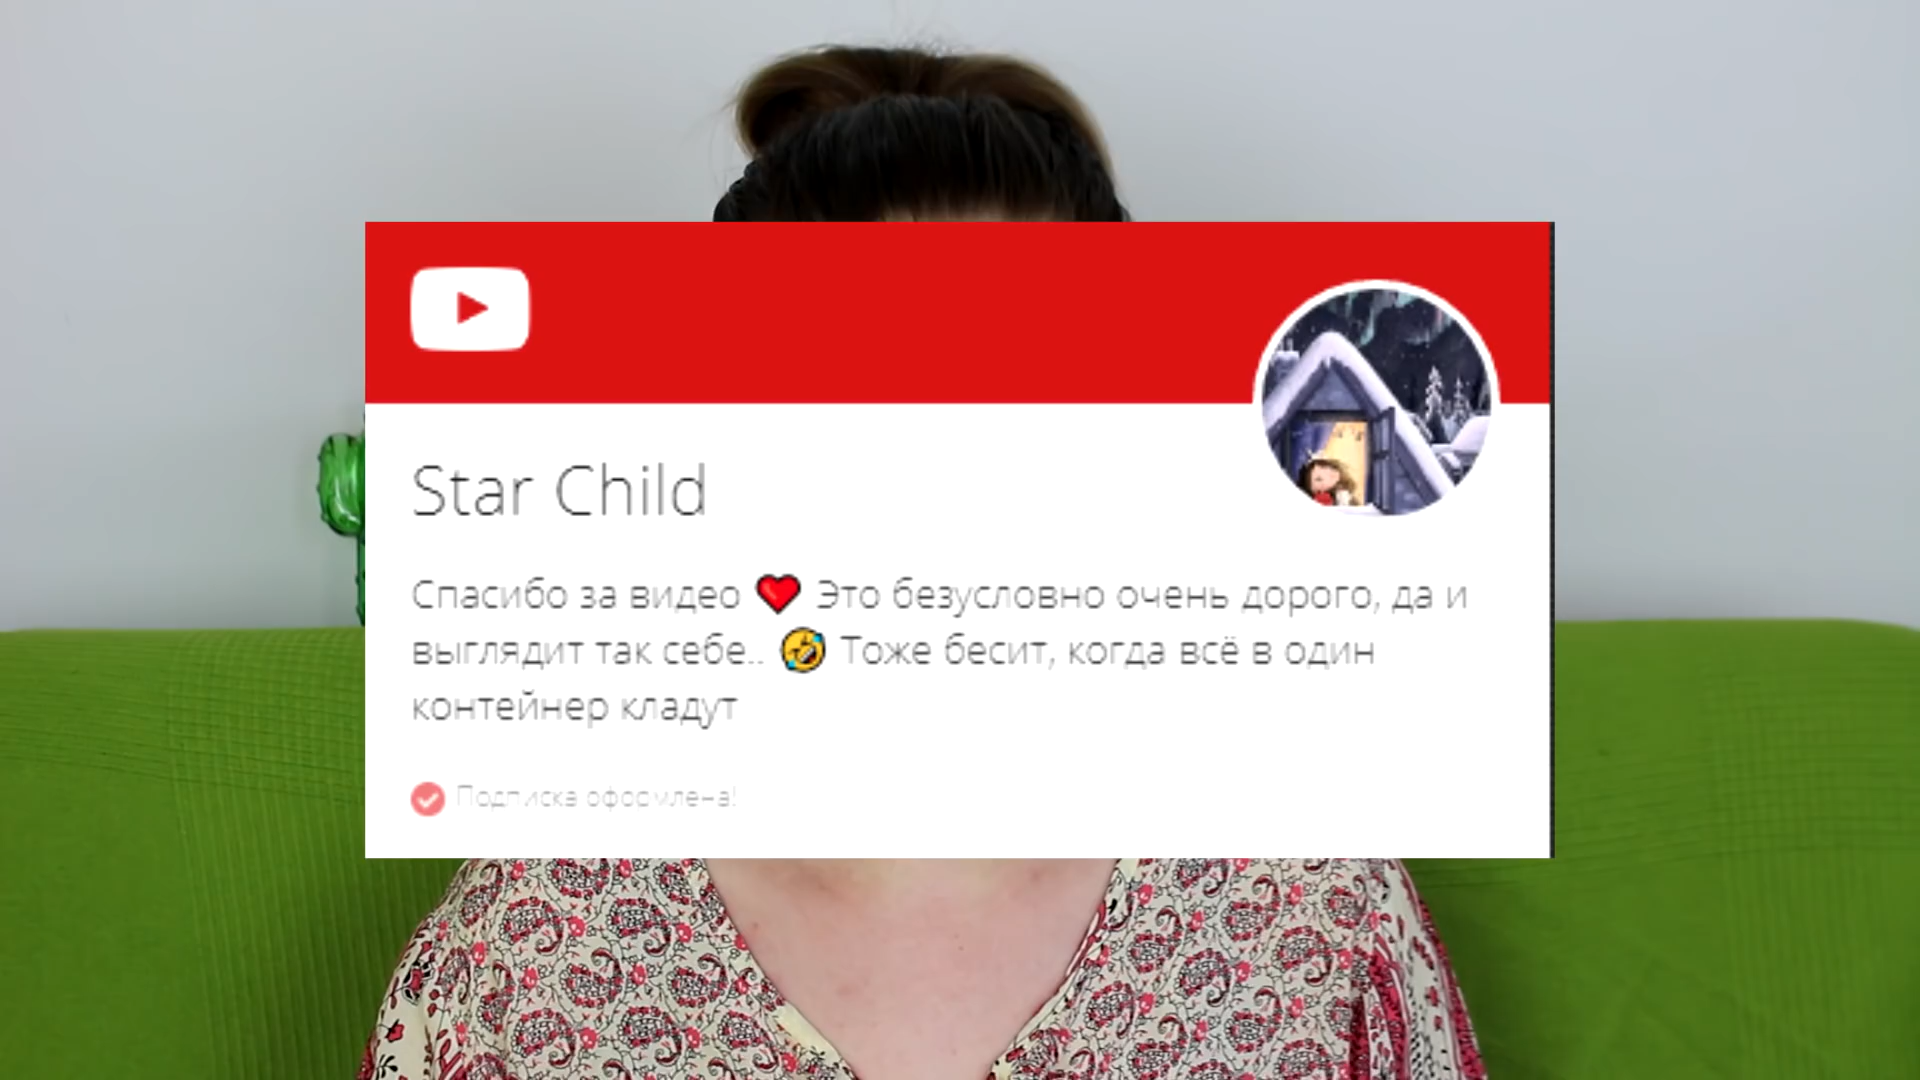 Star Child
Спасибо за видео ❤️ Это безусловно очень дорого, да и
выглядит так себе.. 🤣 Тоже бесит, когда всё в один
контейнер кладут
Подписка оформлена!